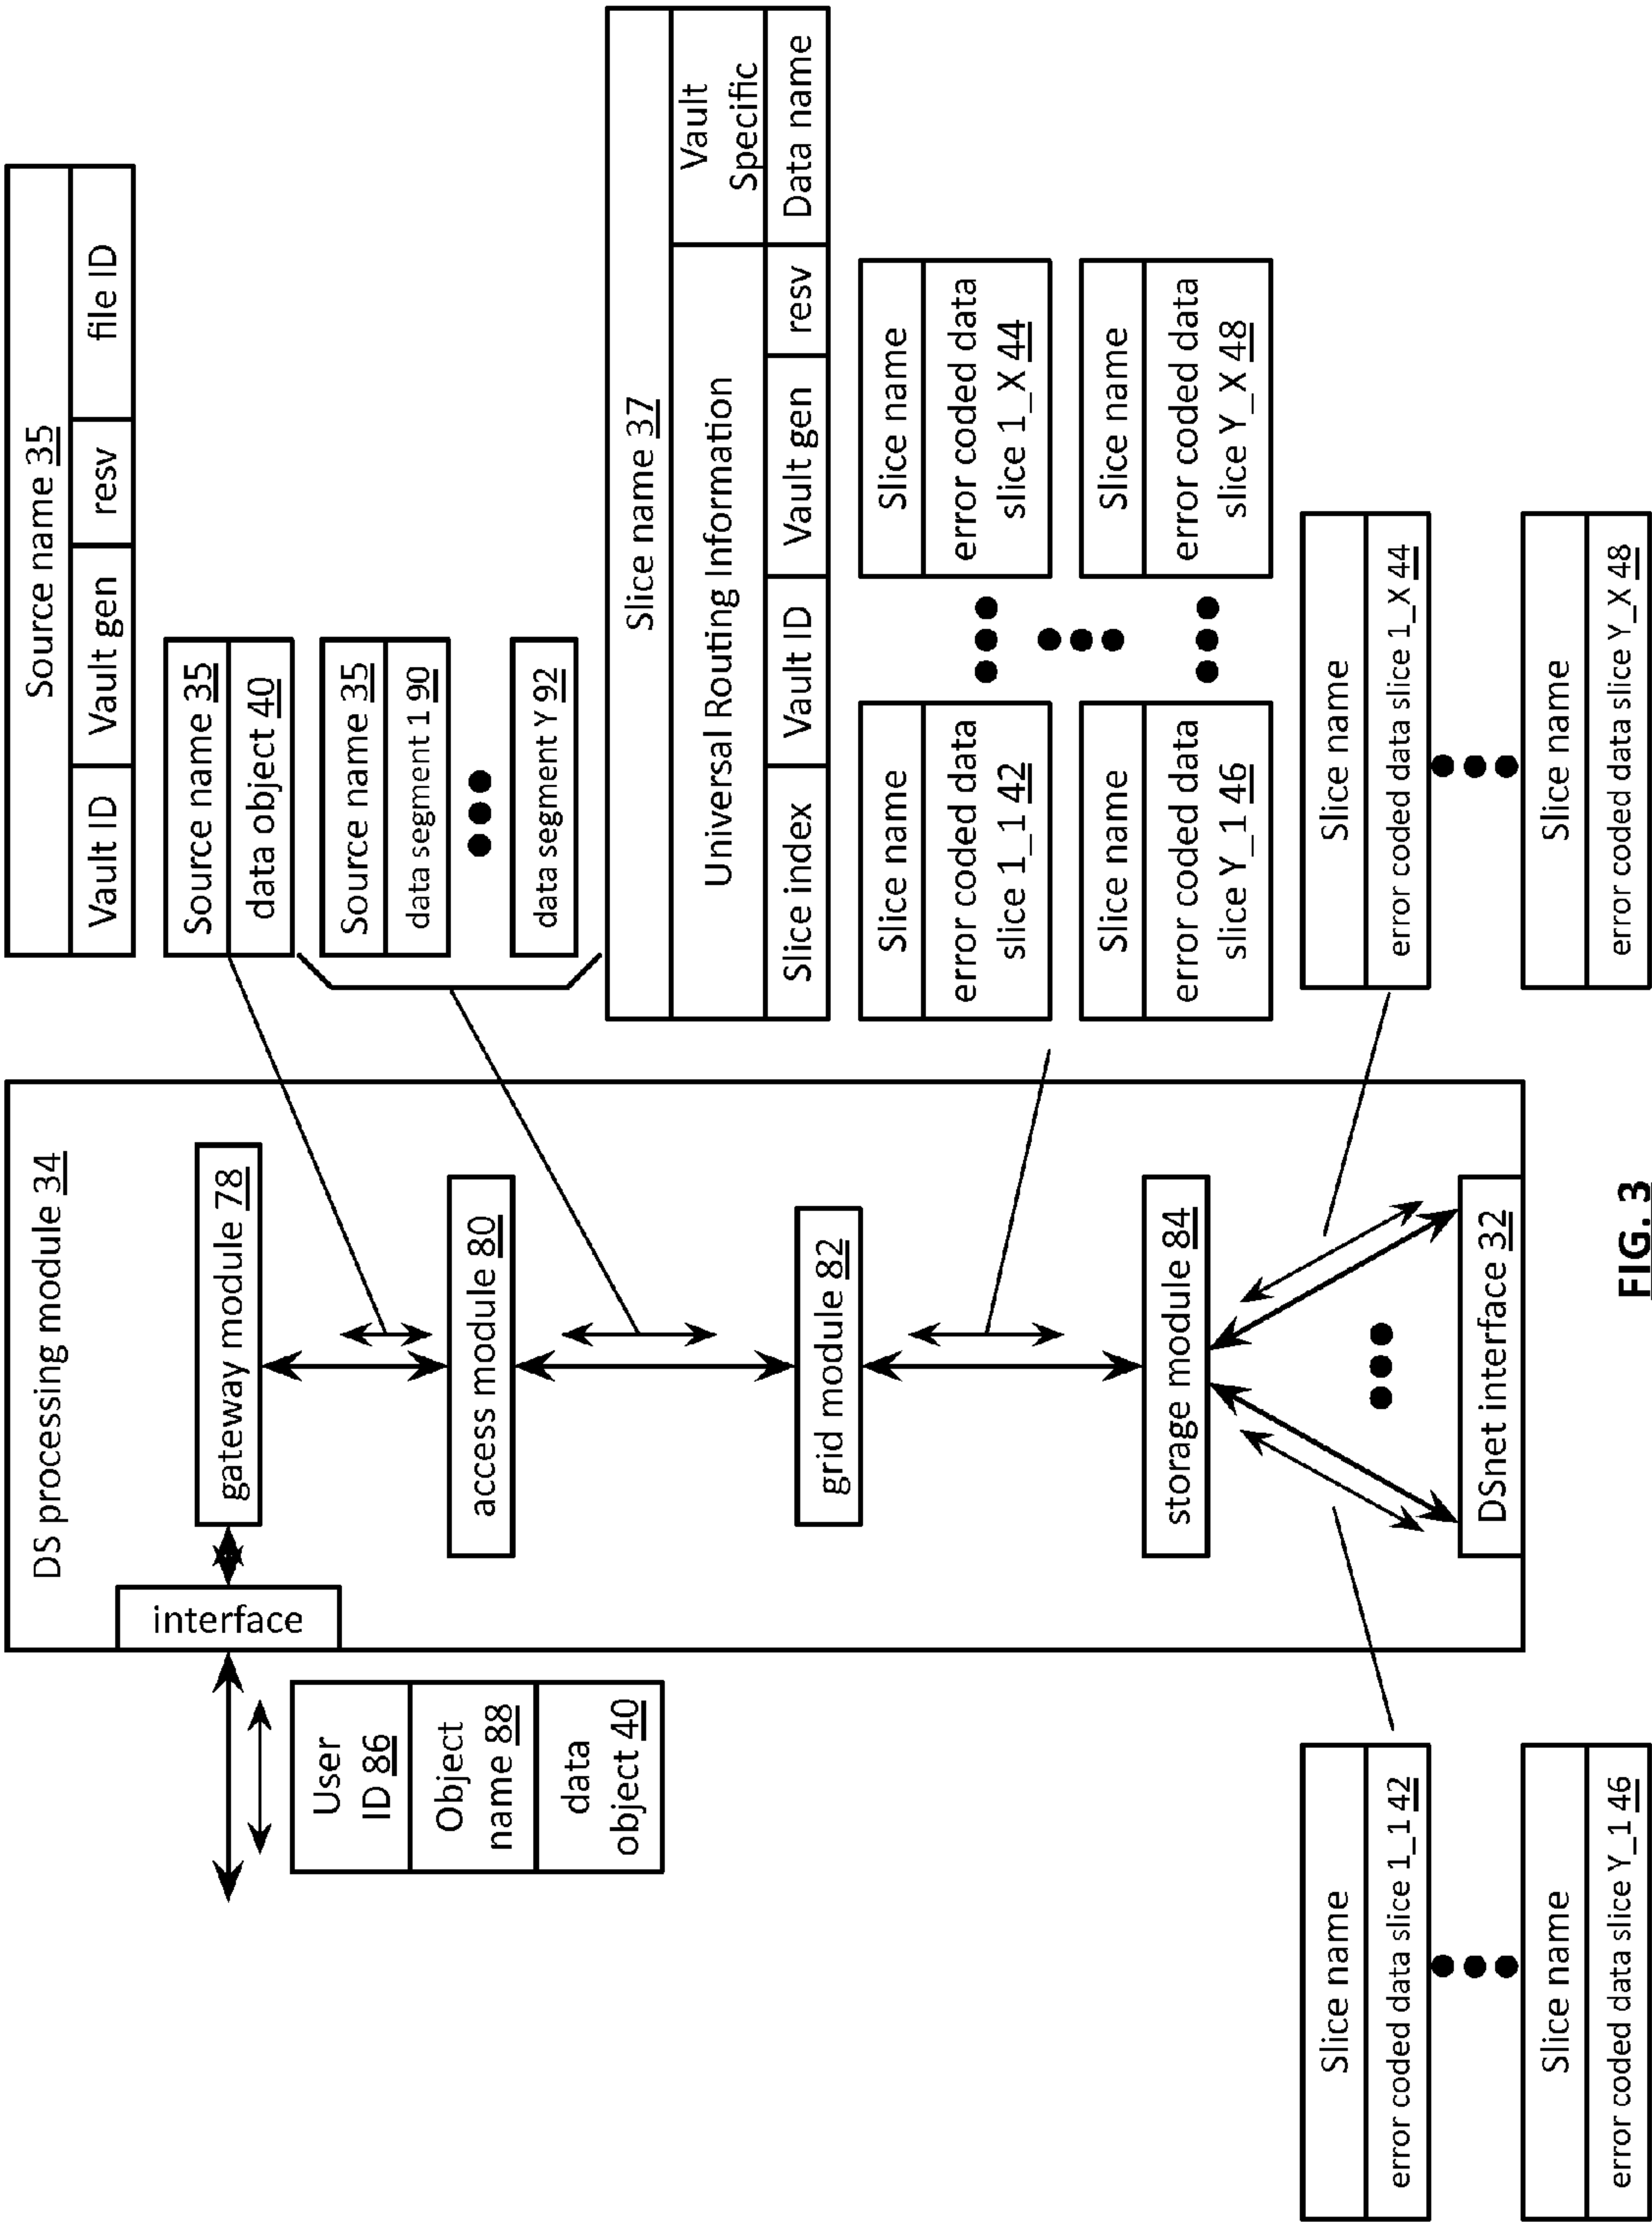 DS processing module 34
interface
gateway module 78
access module 80
grid module 82
storage module 84
DSnet interface 32
User
ID 86
Object
name 88
data
object 40
Source name 35
Vault ID
Vault gen
resv
file ID
Source name 35
data object 40
Source name 35
data segment 1 90
data segment Y 92
Slice name 37
Universal Routing Information
Vault
Specific
Slice index
Vault ID
Vault gen
resv
Data name
Slice name
error coded data
slice 1_1 42
Slice name
error coded data
slice 1_X 44
Slice name
error coded data
slice Y_1 46
Slice name
error coded data
slice Y_X 48
Slice name
error coded data slice 1_1 42
Slice name
error coded data slice Y_1 46
Slice name
error coded data slice 1_X 44
Slice name
error coded data slice Y_X 48
FIG. 3